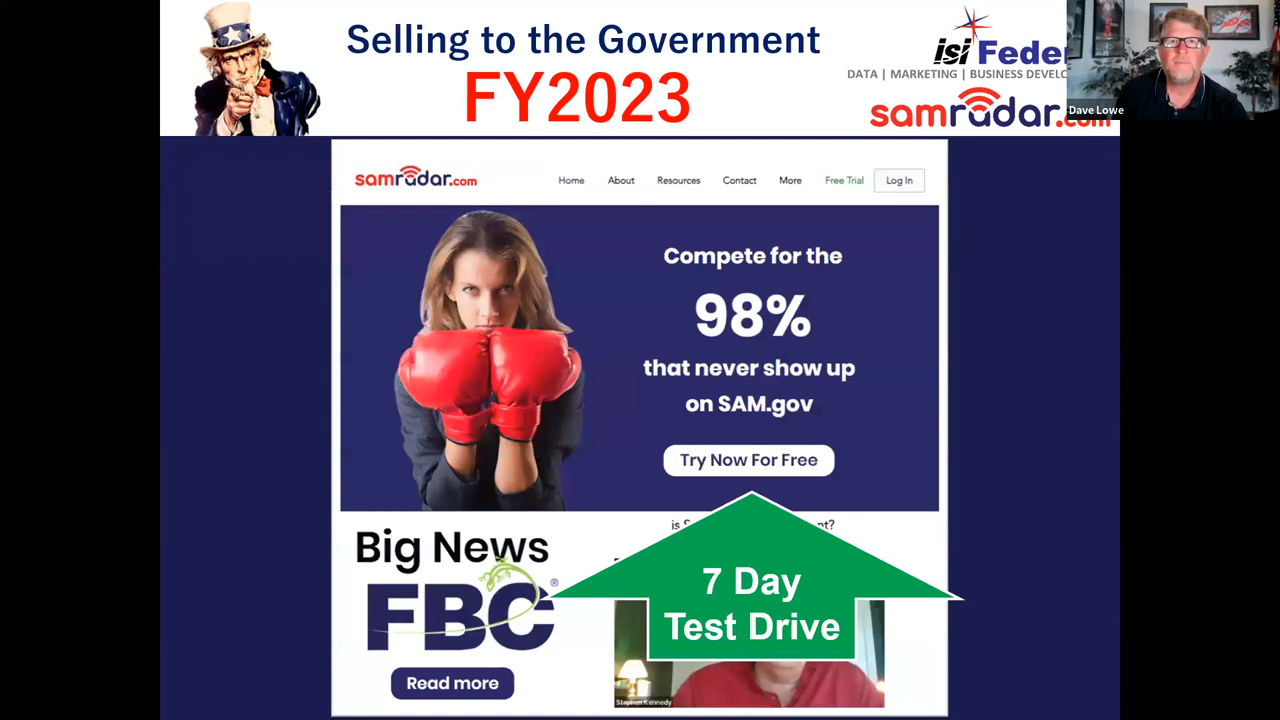 Selling to the Government
FY2023
isi Feder
DATA | MARKETING | BUSINESS DEVELO
samradar.com
Dave Lowe
samradar.com
Home About Resources Contact More Free Trial Log In
Compete for the
98%
that never show up
on SAM.gov
Try Now For Free
is
nt?
Big News
FBC®
Read more
7 Day
Test Drive
Stephen Kennedy